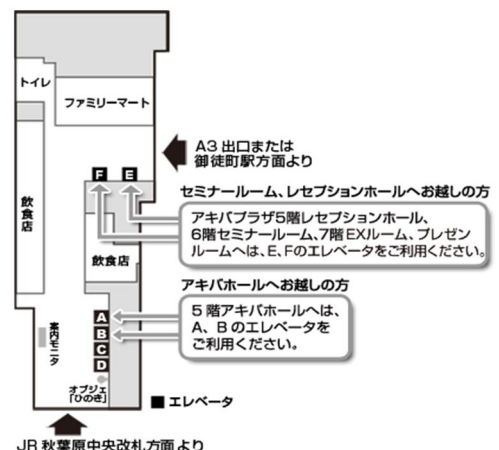 トイレ
ファミリーマート
A3 出口または
御徒町駅方面より
F E
セミナールーム、レセプションホールへお越しの方
アキバプラザ5階レセプションホール、
6階セミナールーム、7階EXルーム、プレゼン
ルームへは、E、Fのエレベータをご利用ください。
飲食店
飲食店
アキバホールへお越しの方
5階アキバホールへは、
A、Bのエレベータを
ご利用ください。
A
B
C
D
案内モニタ
オブジェ
「ひのき」
■エレベータ
JR 秋葉原中央改札方面より